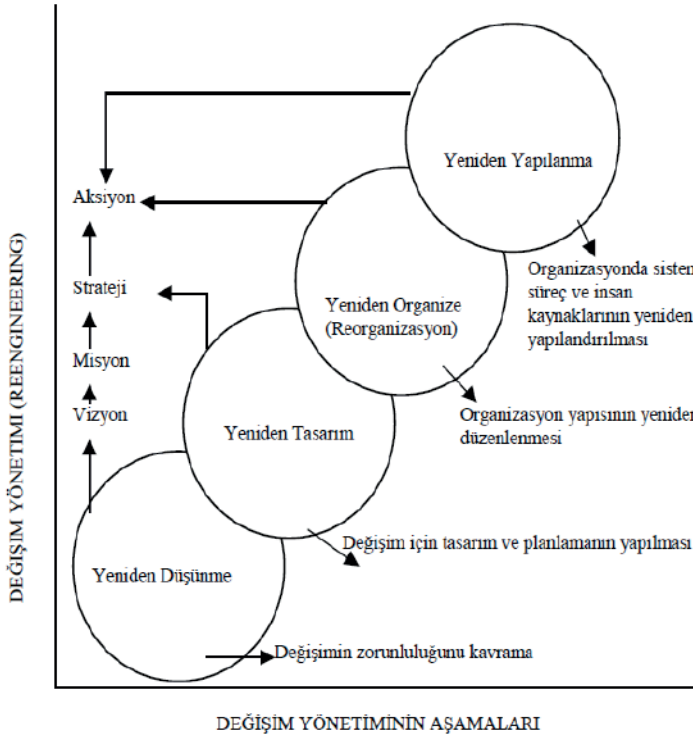 Yeniden Yapılanma
Aksiyon
Organizasyonda sistem
süreç ve insan
kaynaklarının yeniden
yapılandırılması
Strateji
Yeniden Organize
(Reorganizasyon)
Misyon
Vizyon
Organizasyon yapısının yeniden
düzenlenmesi
Yeniden Tasarım
Değişim için tasarım ve planlamanın yapılması
Yeniden Düşünme
Değişimin zorunluluğunu kavrama
DEĞİŞİM YÖNETİMİ (REENGINEERING)
DEĞİŞİM YÖNETİMİNİN AŞAMALARI